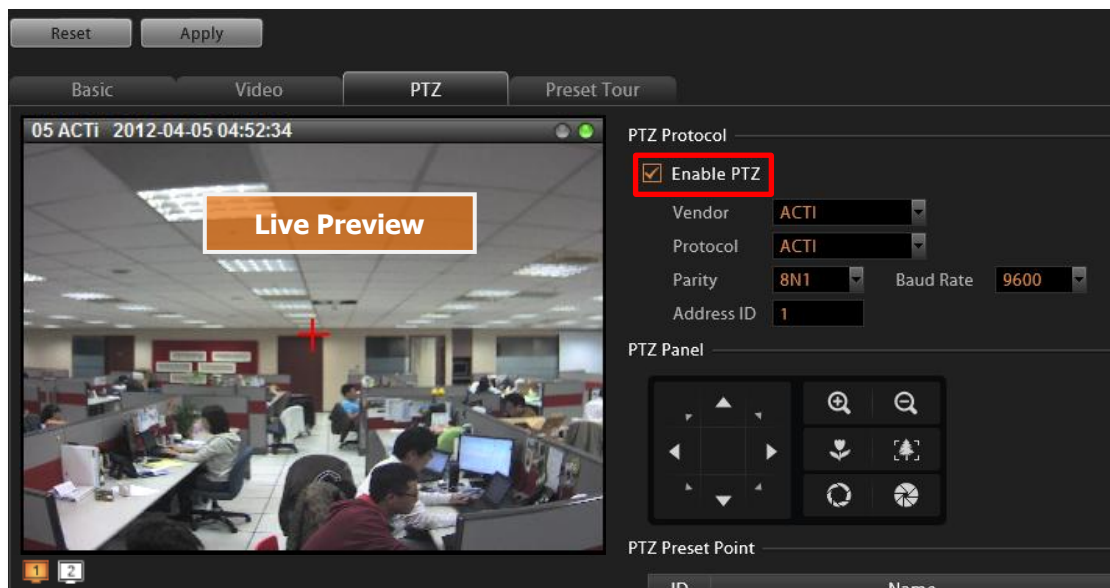 Reset Apply
Basic Video PTZ Preset Tour
05 ACTi 2012-04-05 04:52:34
Live Preview
1 2
PTZ Protocol
Enable PTZ
Vendor ACTI
Protocol ACTI
Parity 8N1 Baud Rate 9600
Address ID 1
PTZ Panel
PTZ Preset Point
ID Name